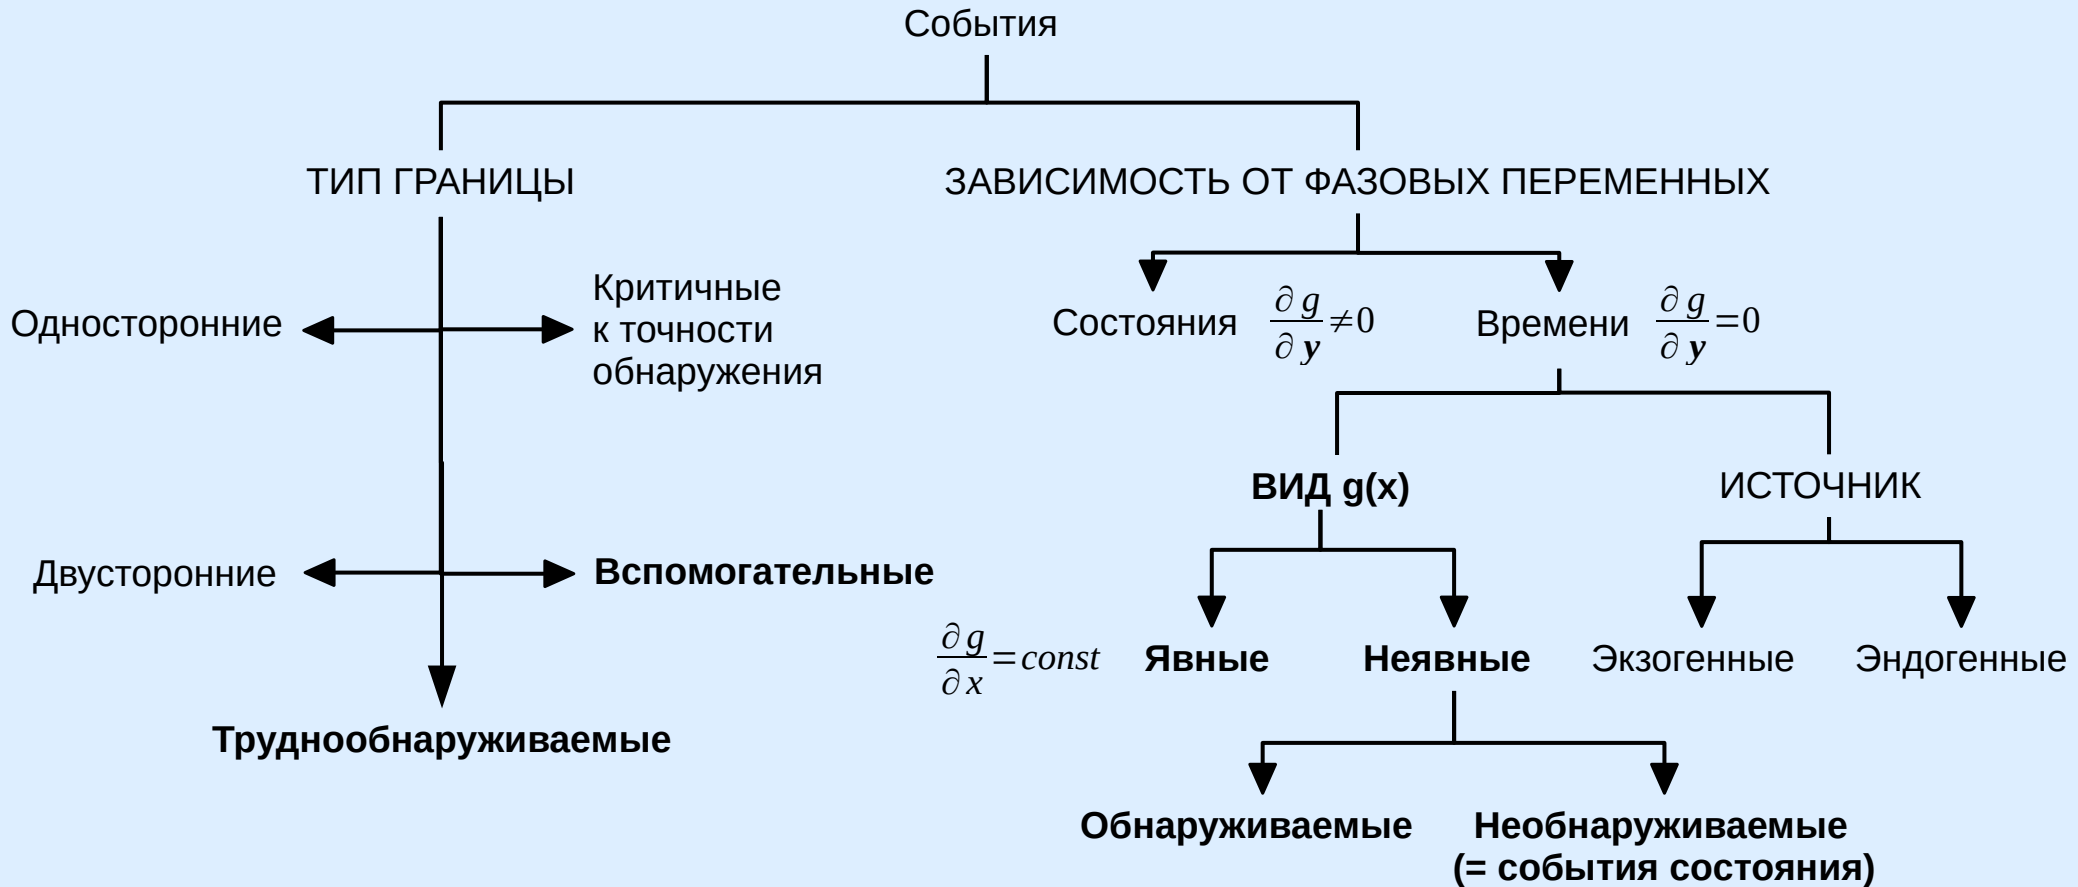 События
ТИП ГРАНИЦЫ
ЗАВИСИМОСТЬ ОТ ФАЗОВЫХ ПЕРЕМЕННЫХ
Односторонние
Критичные
к точности
обнаружения
Состояния ∂g/∂y≠0
Времени ∂g/∂y=0
ВИД g(x)
ИСТОЧНИК
Двусторонние
Вспомогательные
∂g/∂x=const
Явные
Неявные
Экзогенные
Эндогенные
Труднообнаруживаемые
Обнаруживаемые
Необнаруживаемые
(= события состояния)